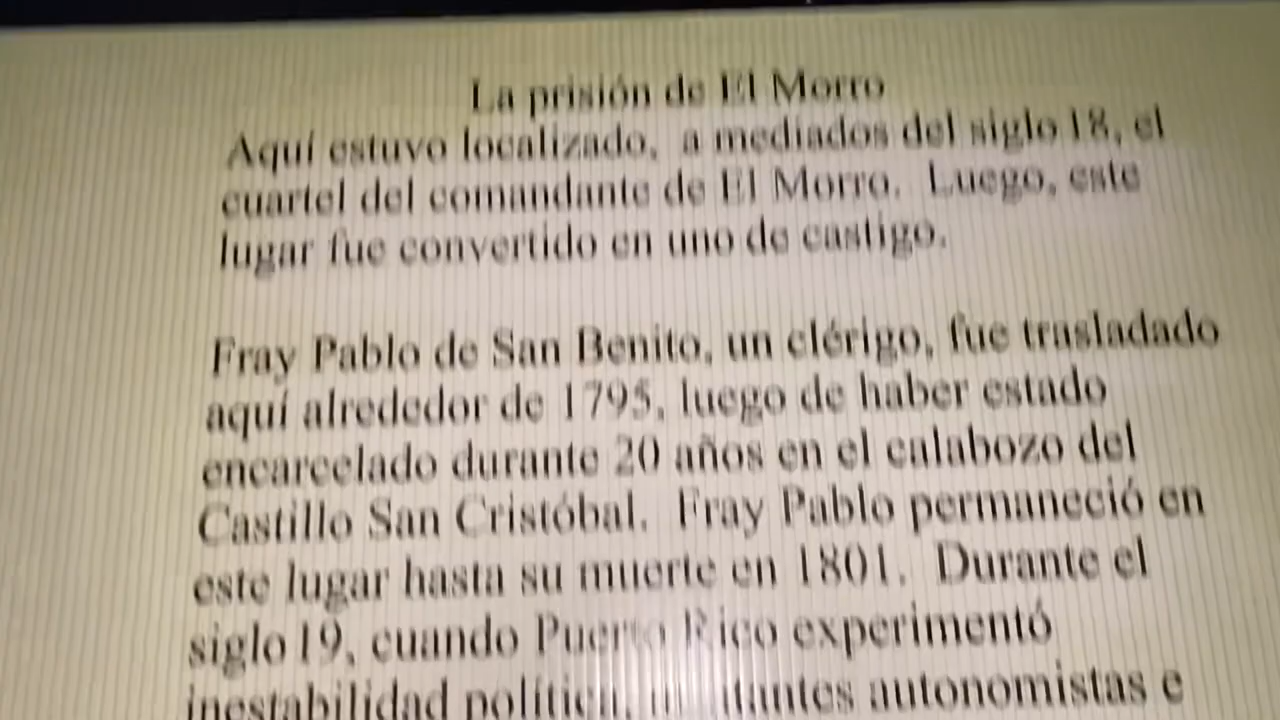 La prisión de El Morro
Aquí estuvo localizado, a mediados del siglo 18, el
cuartel del comandante de El Morro. Luego, este
lugar fue convertido en uno de castigo.
Fray Pablo de San Benito, un clérigo, fue trasladado
aquí alrededor de 1795, luego de haber estado
encarcelado durante 20 años en el calabozo del
Castillo San Cristóbal. Fray Pablo permaneció en
este lugar hasta su muerte en 1801. Durante el
siglo 19, cuando Puerto Rico experimentó
inestabilidad política, autonomistas e